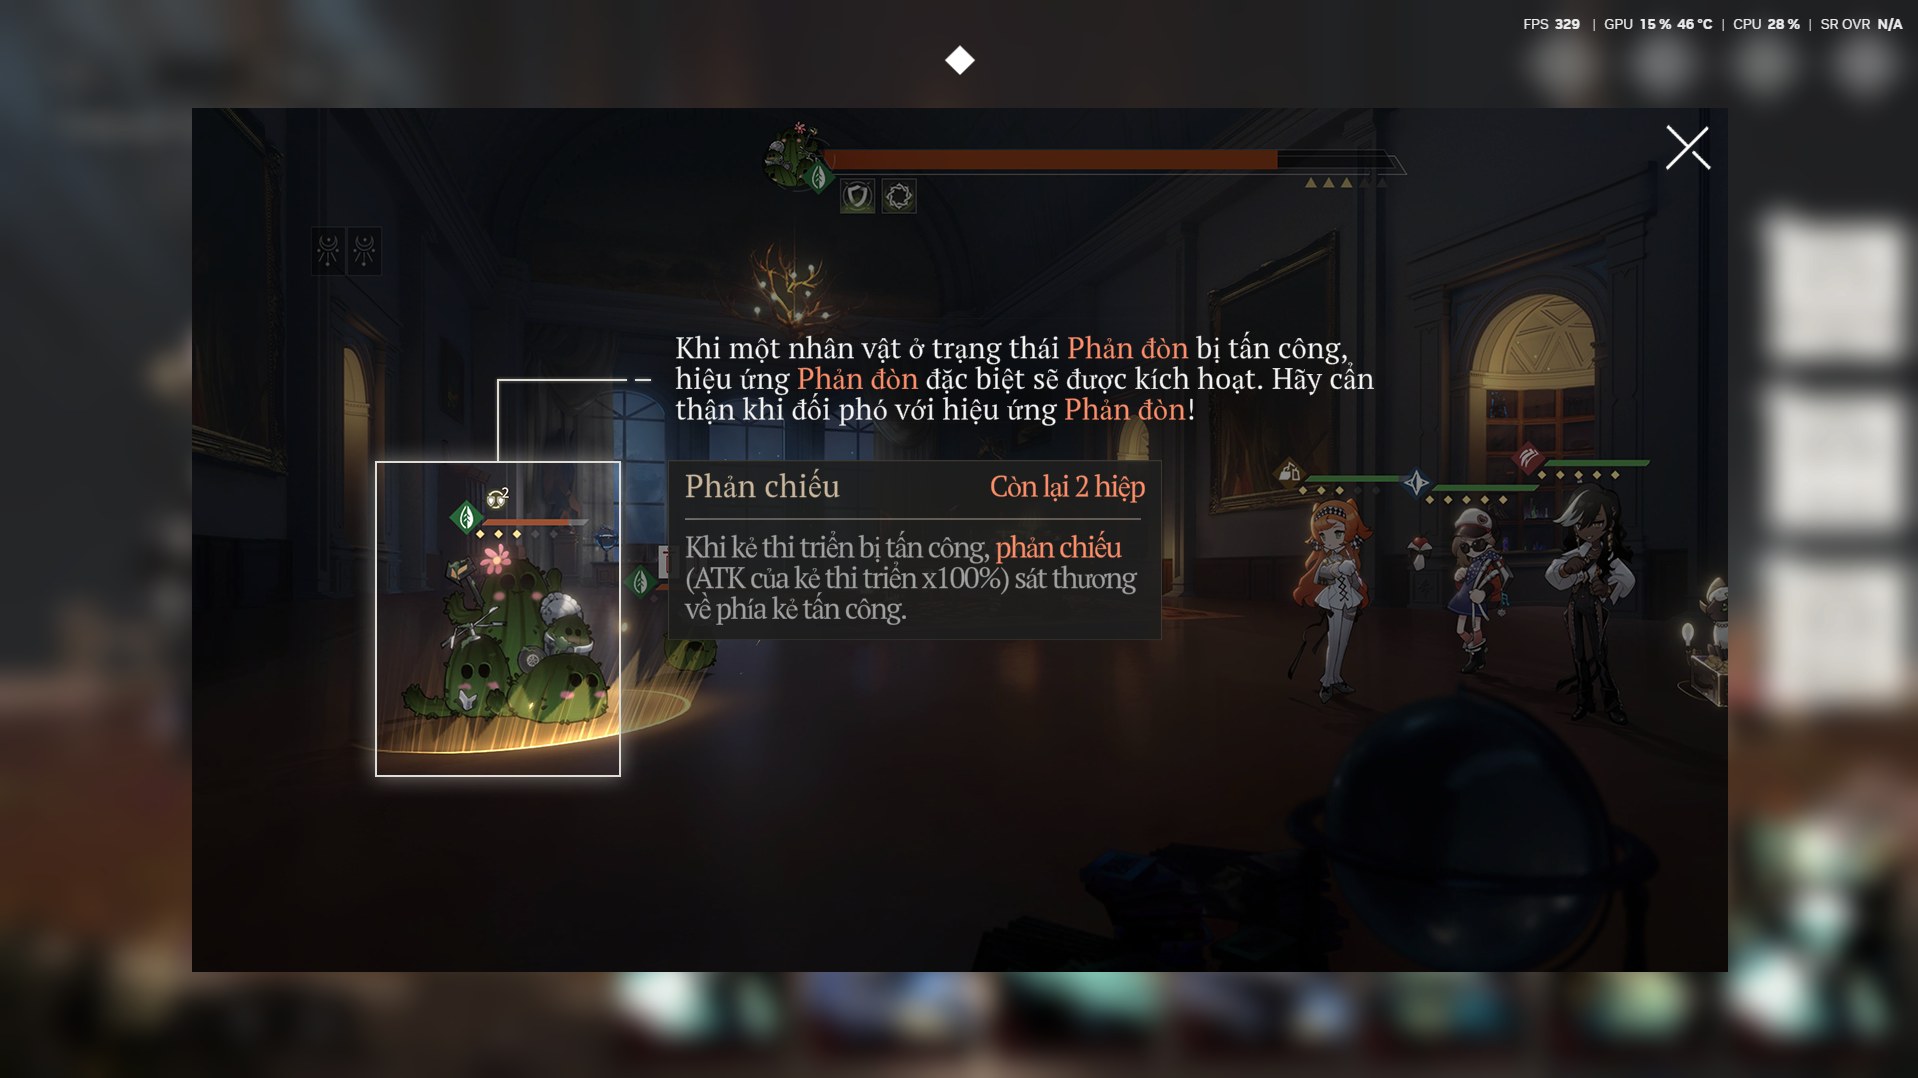 FPS 329 | GPU 15 % 46 °C | CPU 28 % | SR OVR N/A
Khi một nhân vật ở trạng thái Phản đòn bị tấn công,
hiệu ứng Phản đòn đặc biệt sẽ được kích hoạt. Hãy cẩn
thận khi đối phó với hiệu ứng Phản đòn!
2
Phản chiếu Còn lại 2 hiệp
Khi kẻ thi triển bị tấn công, phản chiếu
(ATK của kẻ thi triển x100%) sát thương
về phía kẻ tấn công.